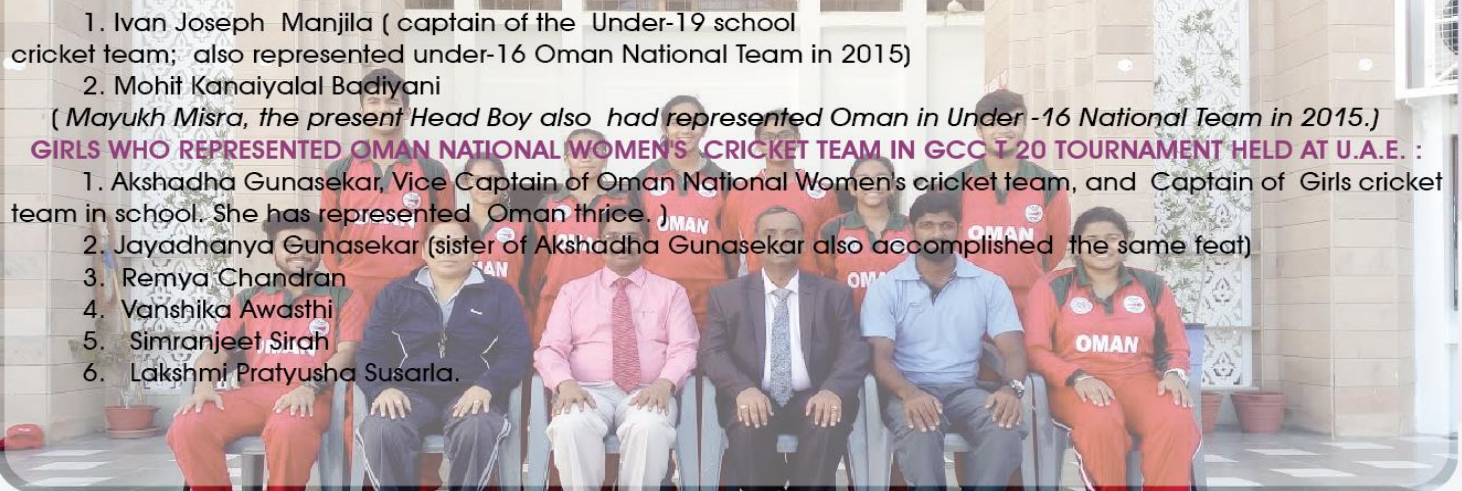 1. Ivan Joseph Manjila ( captain of the Under-19 school
cricket team; also represented under-16 Oman National Team in 2015)
2. Mohit Kanaiyalal Badiyani
( Mayukh Misra, the present Head Boy also had represented Oman in Under -16 National Team in 2015.)
GIRLS WHO REPRESENTED OMAN NATIONAL WOMEN'S CRICKET TEAM IN GCC T 20 TOURNAMENT HELD AT U.A.E. :
1. Akshadha Gunasekar, Vice Captain of Oman National Women's cricket team, and Captain of Girls cricket
team in school. She has represented Oman thrice. )
2. Jayadhanya Gunasekar (sister of Akshadha Gunasekar also accomplished the same feat)
3. Remya Chandran
4. Vanshika Awasthi
5. Simranjeet Sirah
6. Lakshmi Pratyusha Susarla.
OMAN
OMAN
OMAN